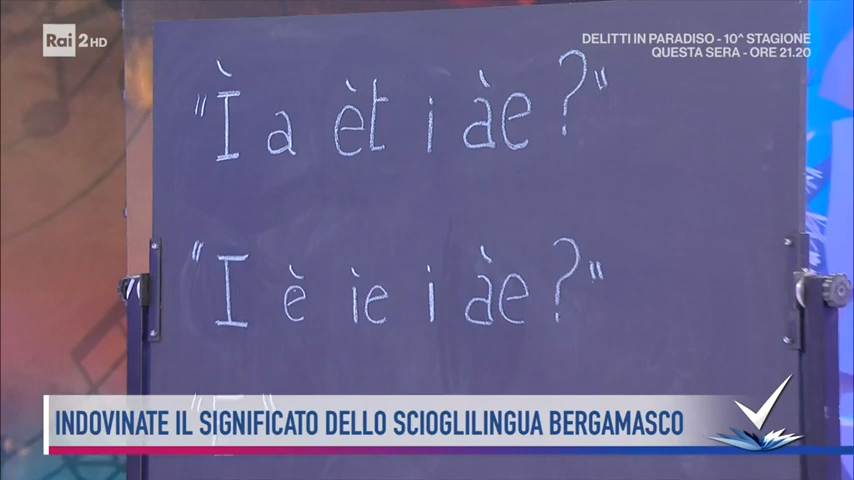 Rai 2 HD
DELITTI IN PARADISO - 10^ STAGIONE
QUESTA SERA - ORE 21.20
"Ì a èt i àe?"
"I è ie i àe?"
INDOVINATE IL SIGNIFICATO DELLO SCIOGLILINGUA BERGAMASCO